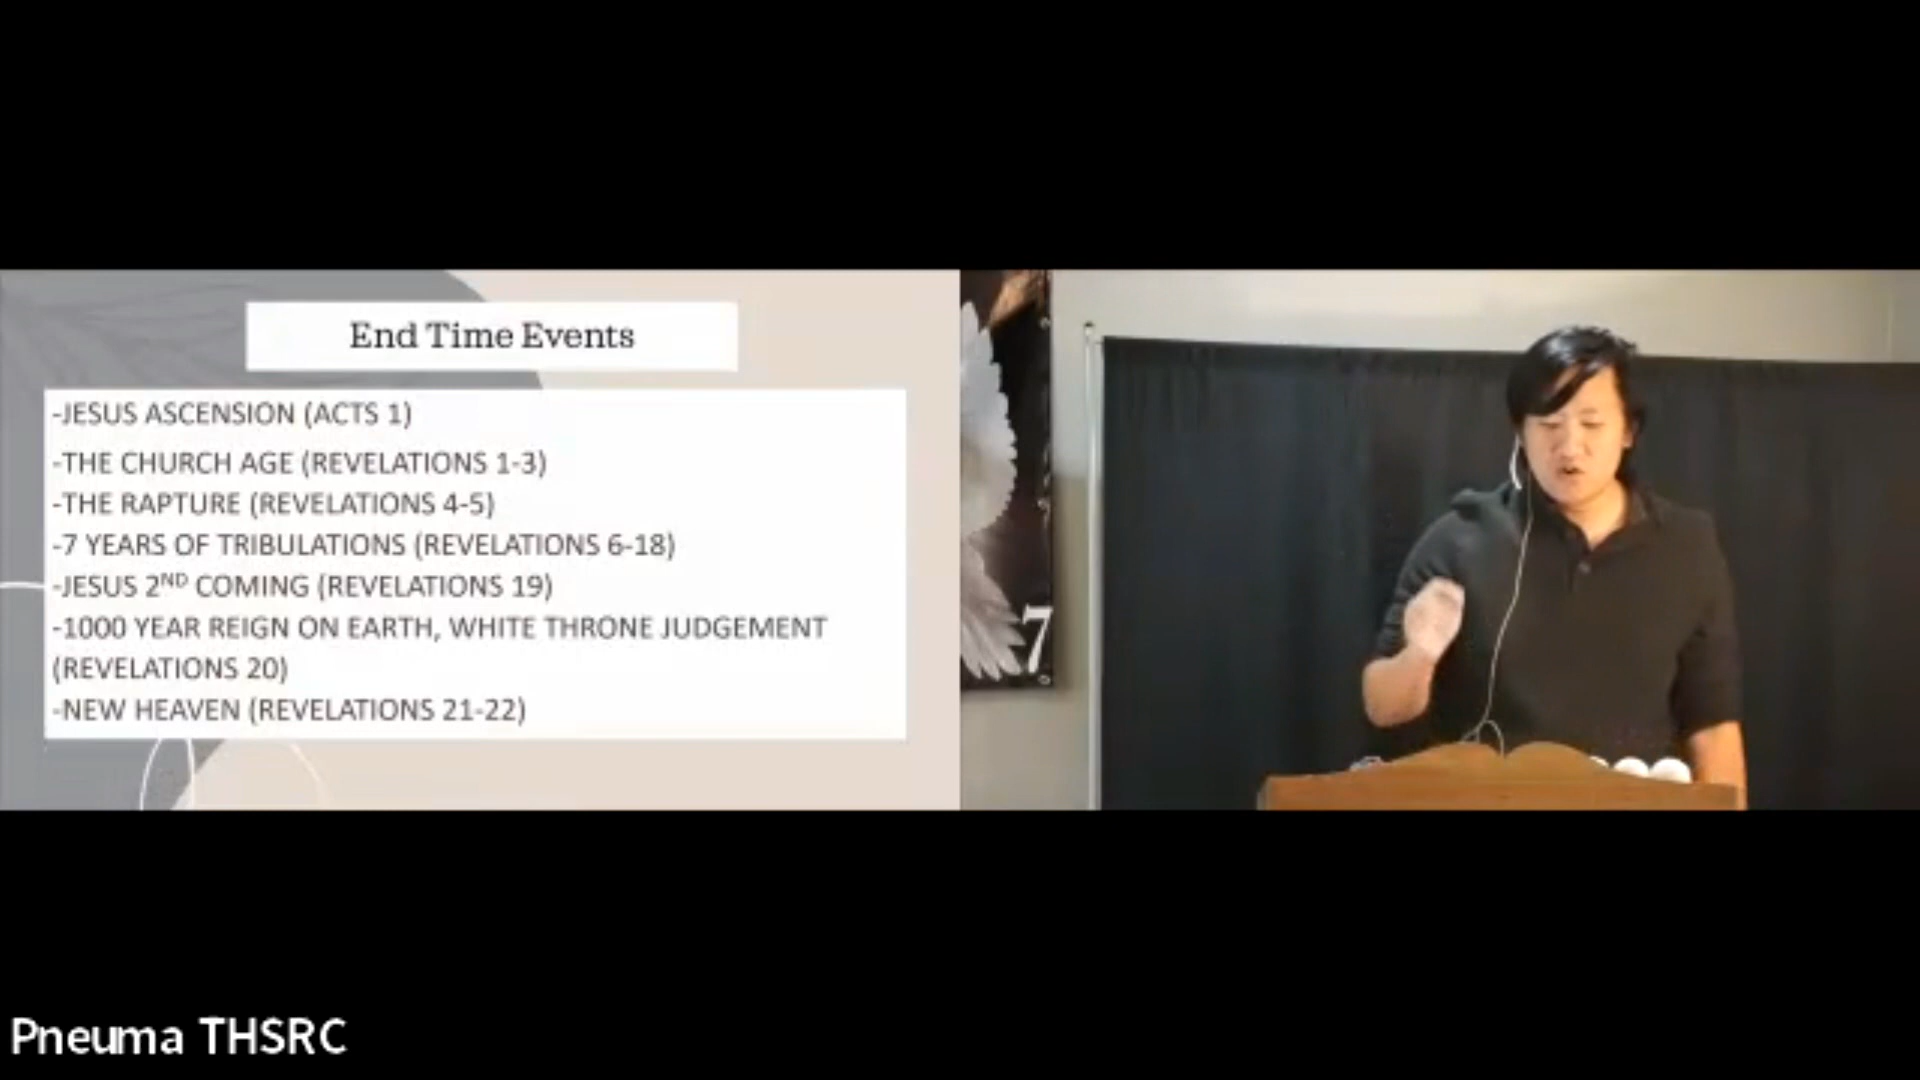 End Time Events
-JESUS ASCENSION (ACTS 1)
-THE CHURCH AGE (REVELATIONS 1-3)
-THE RAPTURE (REVELATIONS 4-5)
-7 YEARS OF TRIBULATIONS (REVELATIONS 6-18)
-JESUS 2ND COMING (REVELATIONS 19)
-1000 YEAR REIGN ON EARTH, WHITE THRONE JUDGEMENT
(REVELATIONS 20)
-NEW HEAVEN (REVELATIONS 21-22)
7
Pneuma THSRC